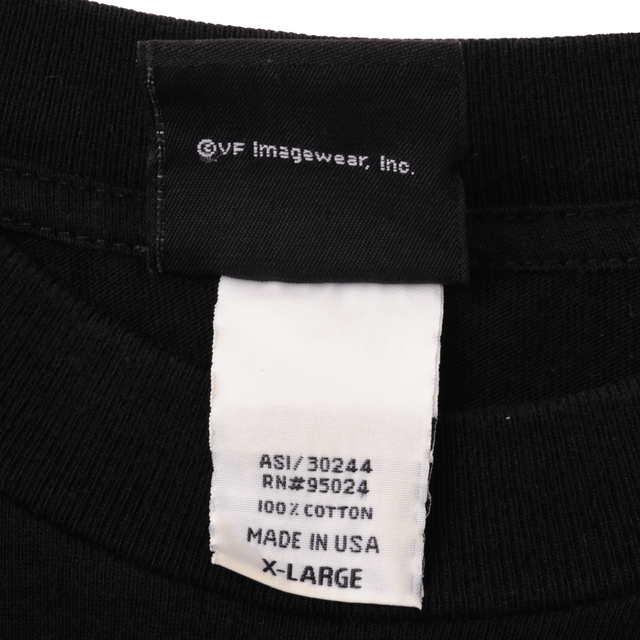 ©VF Imagewear, Inc.
ASI/30244
RN#95024
100% COTTON
MADE IN USA
X-LARGE